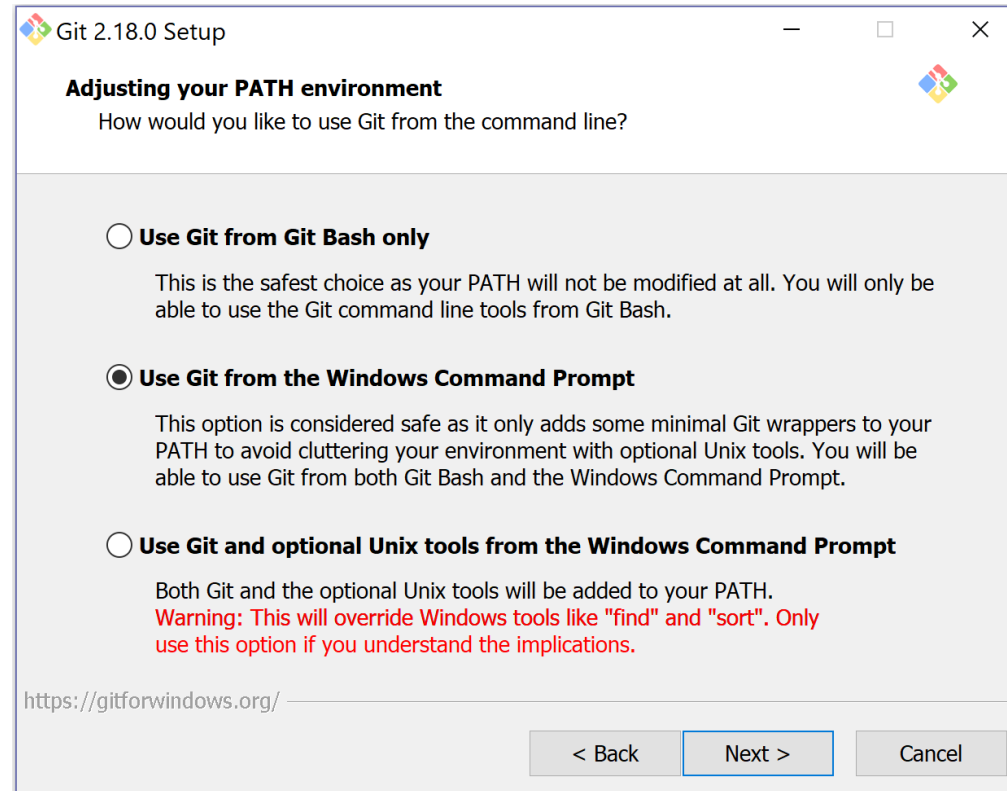 Git 2.18.0 Setup
Adjusting your PATH environment
How would you like to use Git from the command line?
Use Git from Git Bash only
This is the safest choice as your PATH will not be modified at all. You will only be
able to use the Git command line tools from Git Bash.
Use Git from the Windows Command Prompt
This option is considered safe as it only adds some minimal Git wrappers to your
PATH to avoid cluttering your environment with optional Unix tools. You will be
able to use Git from both Git Bash and the Windows Command Prompt.
Use Git and optional Unix tools from the Windows Command Prompt
Both Git and the optional Unix tools will be added to your PATH.
Warning: This will override Windows tools like "find" and "sort". Only
use this option if you understand the implications.
https://gitforwindows.org/
< Back Next > Cancel